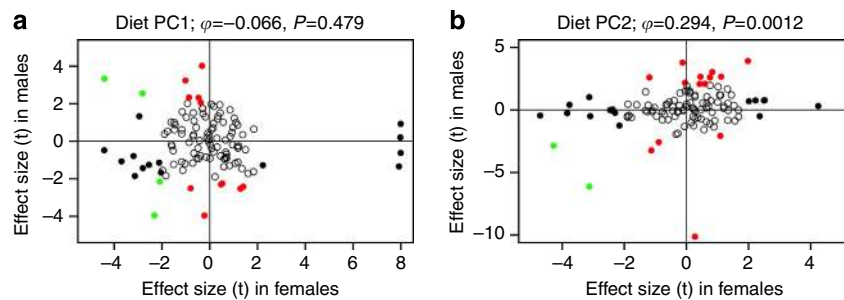 a
Diet PC1; φ=−0.066, P=0.479
Effect size (t) in males
4
2
0
−2
−4
−4 −2 0 2 4 6 8
Effect size (t) in females
b
Diet PC2; φ=0.294, P=0.0012
Effect size (t) in males
5
0
−5
−10
−4 −2 0 2 4
Effect size (t) in females